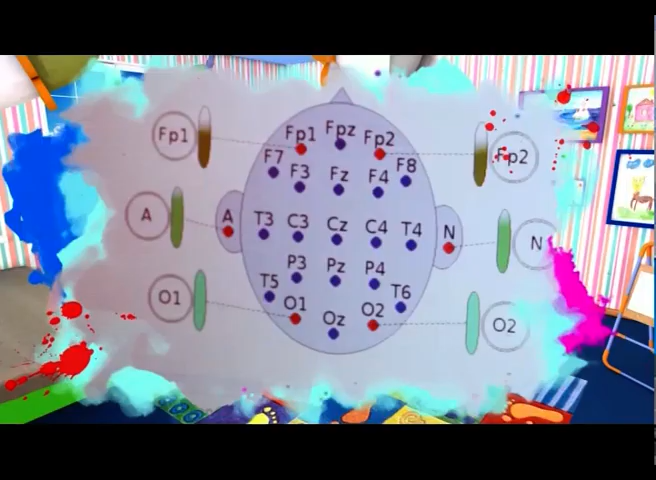 Fp1
Fp1 Fpz Fp2
Fp2
F7 F3 Fz F4 F8
A
A T3 C3 Cz C4 T4 N
N
P3 Pz P4
T5 T6
O1
O1 Oz O2
O2